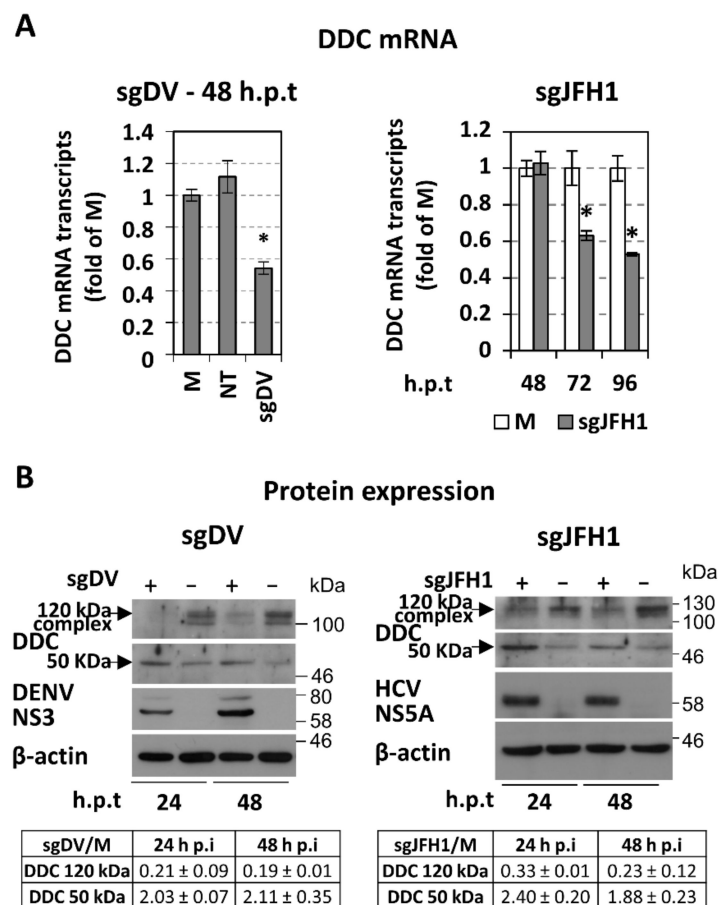 A
DDC mRNA
sgDV - 48 h.p.t
DDC mRNA transcripts
(fold of M)
1.4
1.2
1
0.8
0.6
0.4
0.2
0
*
M
NT
sgDV
sgJFH1
DDC mRNA transcripts
(fold of M)
1.2
1
0.8
0.6
0.4
0.2
0
*
*
h.p.t 48 72 96
M sgJFH1
B
Protein expression
sgDV
sgDV + − + − kDa
120 kDa
complex
100
DDC
50 KDa
46
DENV
NS3
80
58
46
β-actin
h.p.t 24 48
sgDV/M 24 h p.i 48 h p.i
DDC 120 kDa 0.21 ± 0.09 0.19 ± 0.01
DDC 50 kDa 2.03 ± 0.07 2.11 ± 0.35
sgJFH1
sgJFH1 + − + − kDa
120 kDa
complex
130
100
DDC
50 KDa
46
HCV
NS5A
58
46
β-actin
h.p.t 24 48
sgJFH1/M 24 h p.i 48 h p.i
DDC 120 kDa 0.33 ± 0.01 0.23 ± 0.12
DDC 50 kDa 2.40 ± 0.20 1.88 ± 0.23